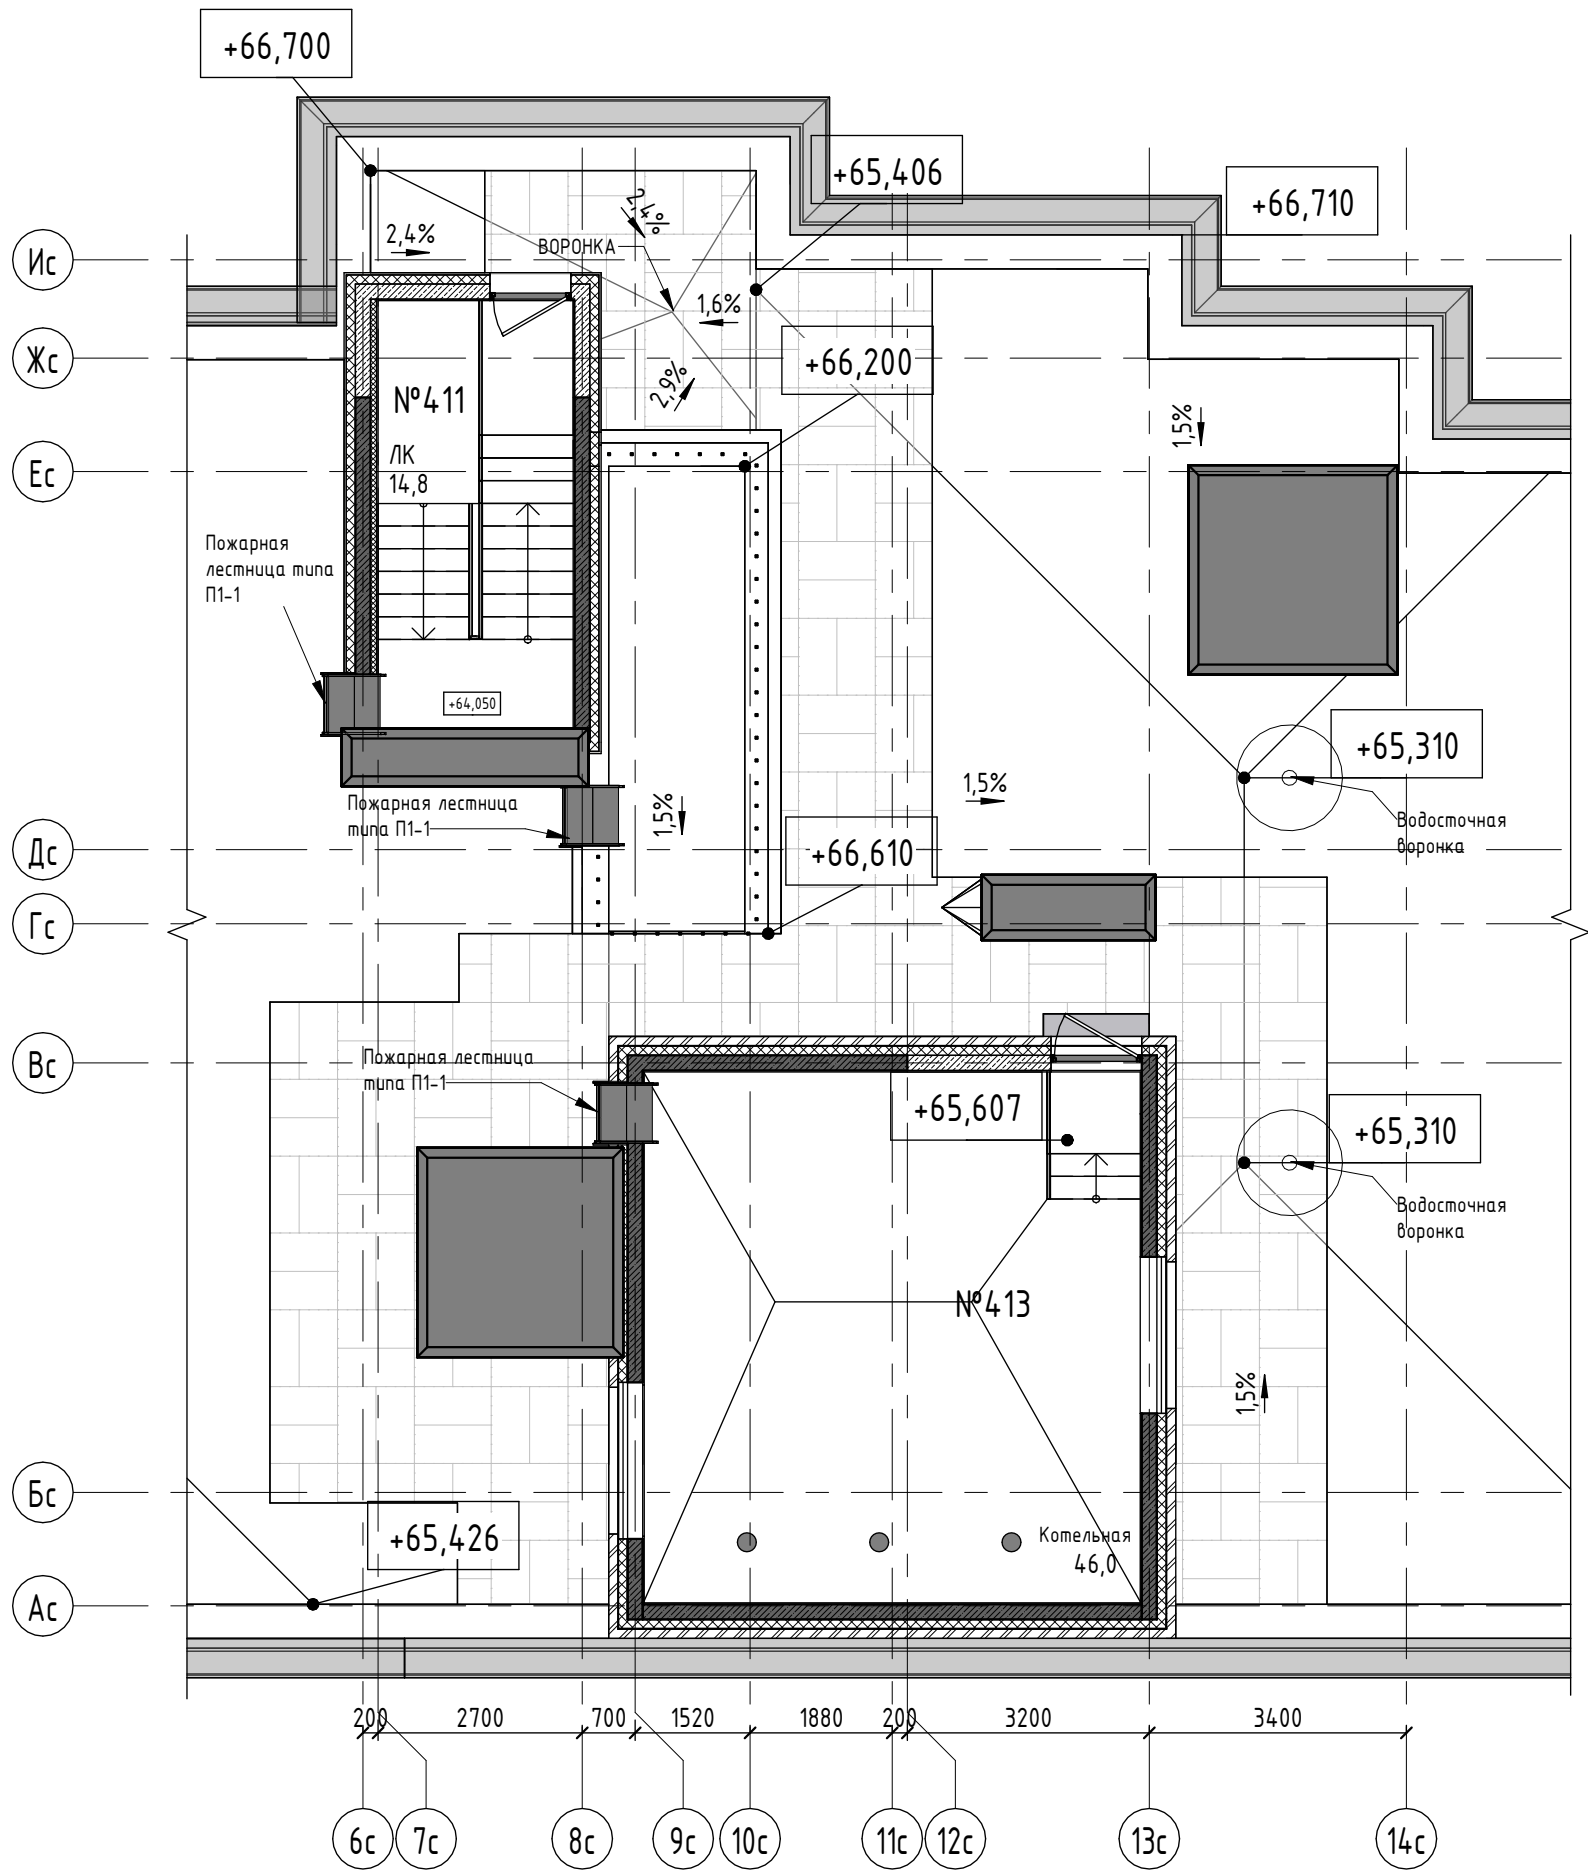 +66,700
+65,406
+66,710
2,4%
2,4%
ВОРОНКА
Ис
1,6%
Жс
+66,200
2,9%
№411
1,5%
ЛК
14,8
Ес
Пожарная
лестница типа
П1-1
+64,050
+65,310
1,5%
Пожарная лестница
типа П1-1
1,5%
Водосточная
воронка
Дс
+66,610
Гс
Вс
Пожарная лестница
типа П1-1
+65,607
+65,310
Водосточная
воронка
№413
1,5%
Бс
+65,426
Котельная
46,0
Ас
200
2700
700
1520
1880
200
3200
3400
6с
7с
8с
9с
10с
11с
12с
13с
14с